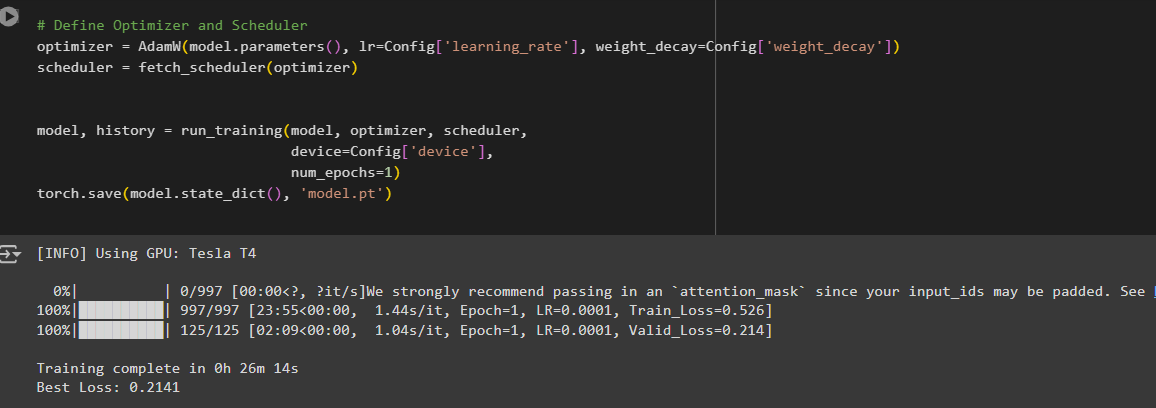 # Define Optimizer and Scheduler
optimizer = AdamW(model.parameters(), lr=Config['learning_rate'], weight_decay=Config['weight_decay'])
scheduler = fetch_scheduler(optimizer)
model, history = run_training(model, optimizer, scheduler,
device=Config['device'],
num_epochs=1)
torch.save(model.state_dict(), 'model.pt')
[INFO] Using GPU: Tesla T4
0%| | 0/997 [00:00<?, ?it/s]We strongly recommend passing in an `attention_mask` since your input_ids may be padded. See
100%|██████████| 997/997 [23:55<00:00, 1.44s/it, Epoch=1, LR=0.0001, Train_Loss=0.526]
100%|██████████| 125/125 [02:09<00:00, 1.04s/it, Epoch=1, LR=0.0001, Valid_Loss=0.214]
Training complete in 0h 26m 14s
Best Loss: 0.2141